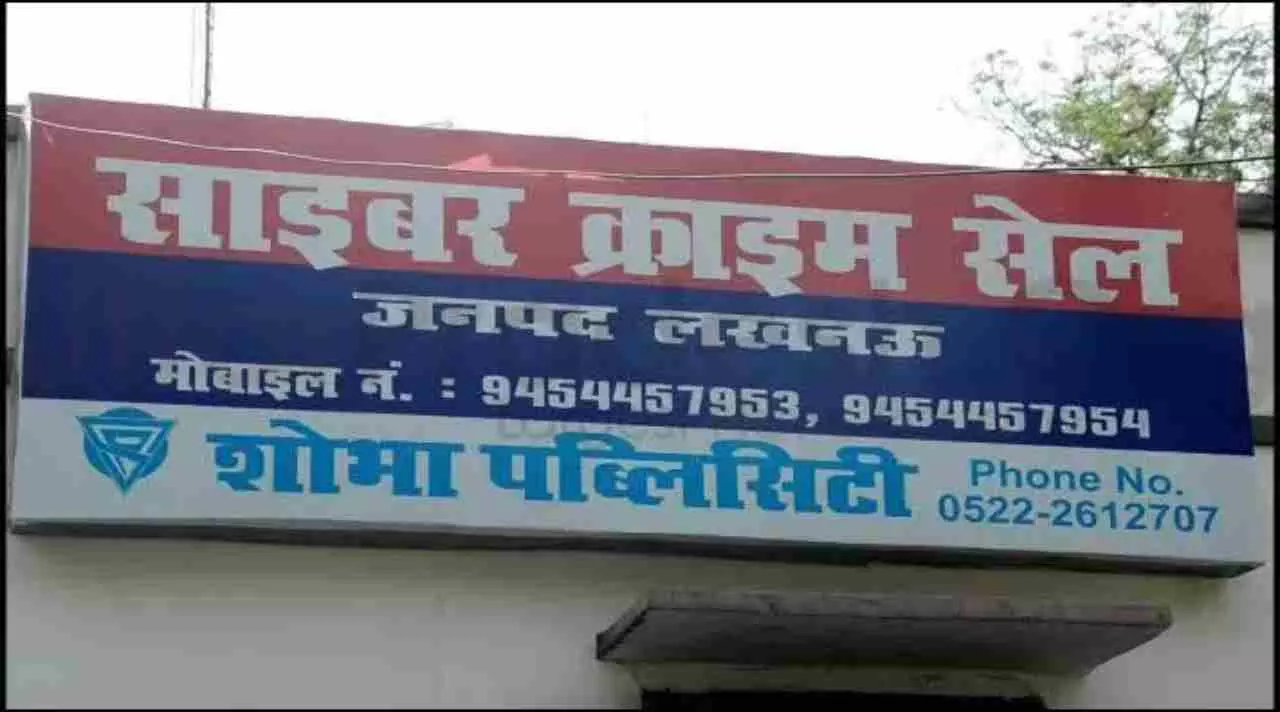 साइबर क्राइम सेल
जनपद लखनऊ
मोबाइल नं. : 9454457953, 9454457954
शोभा पब्लिसिटी
Phone No.
0522-2612707